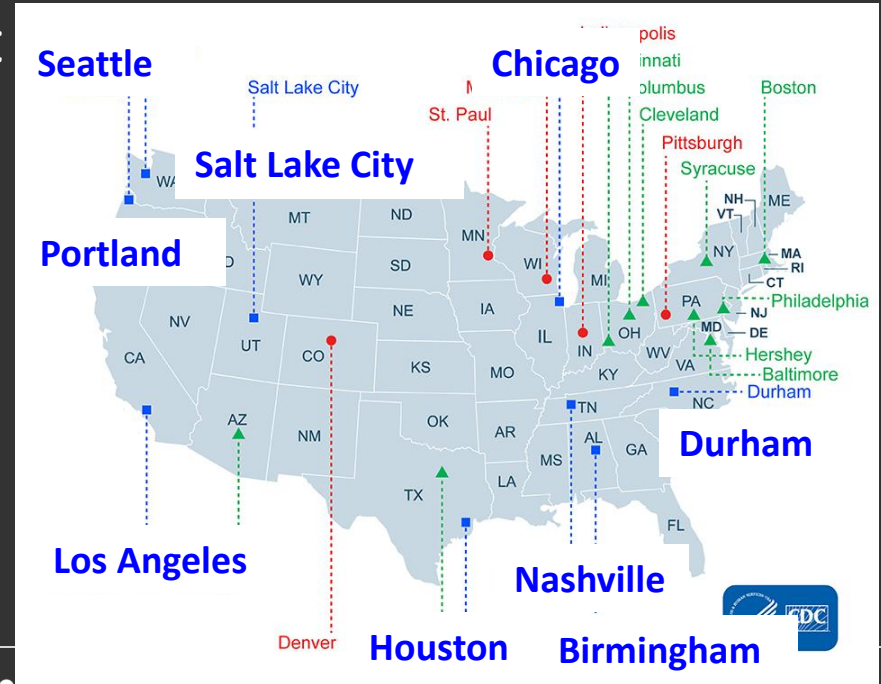 polis
Seattle
Chicago
nnati
Salt Lake City
olumbus
Boston
St. Paul
Cleveland
Pittsburgh
Salt Lake City
Syracuse
WA
NH
ME
VT
MT
ND
MN
Portland
NY
MA
WI
SD
RI
MI
WY
CT
PA
Philadelphia
NE
IA
NJ
NV
OH
MD
DE
IL
UT
CO
IN
WV
Hershey
CA
KS
MO
KY
VA
Baltimore
Durham
NC
TN
AZ
OK
NM
AR
AL
GA
Durham
MS
LA
TX
FL
Los Angeles
Nashville
CDC
Denver
Houston
Birmingham